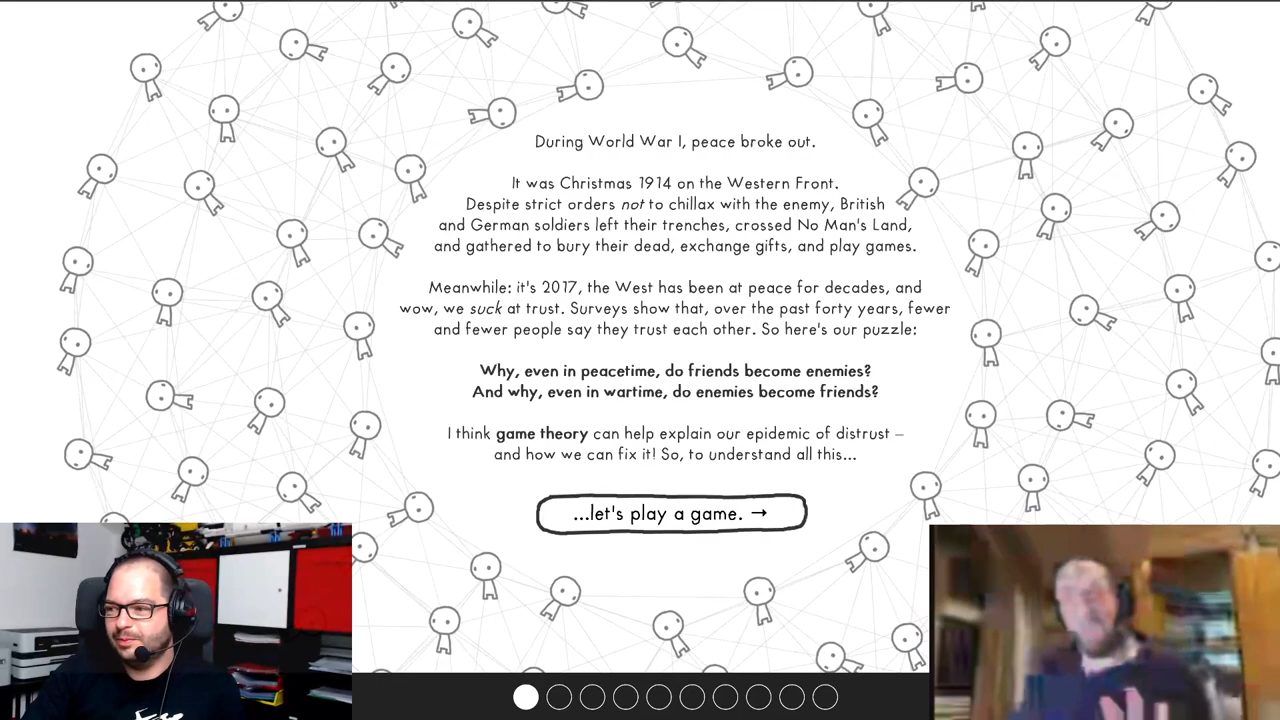 During World War I, peace broke out.
It was Christmas 1914 on the Western Front.
Despite strict orders not to chillax with the enemy, British
and German soldiers left their trenches, crossed No Man's Land,
and gathered to bury their dead, exchange gifts, and play games.
Meanwhile: it's 2017, the West has been at peace for decades, and
wow, we suck at trust. Surveys show that, over the past forty years, fewer
and fewer people say they trust each other. So here's our puzzle:
Why, even in peacetime, do friends become enemies?
And why, even in wartime, do enemies become friends?
I think game theory can help explain our epidemic of distrust –
and how we can fix it! So, to understand all this...
...let's play a game. →